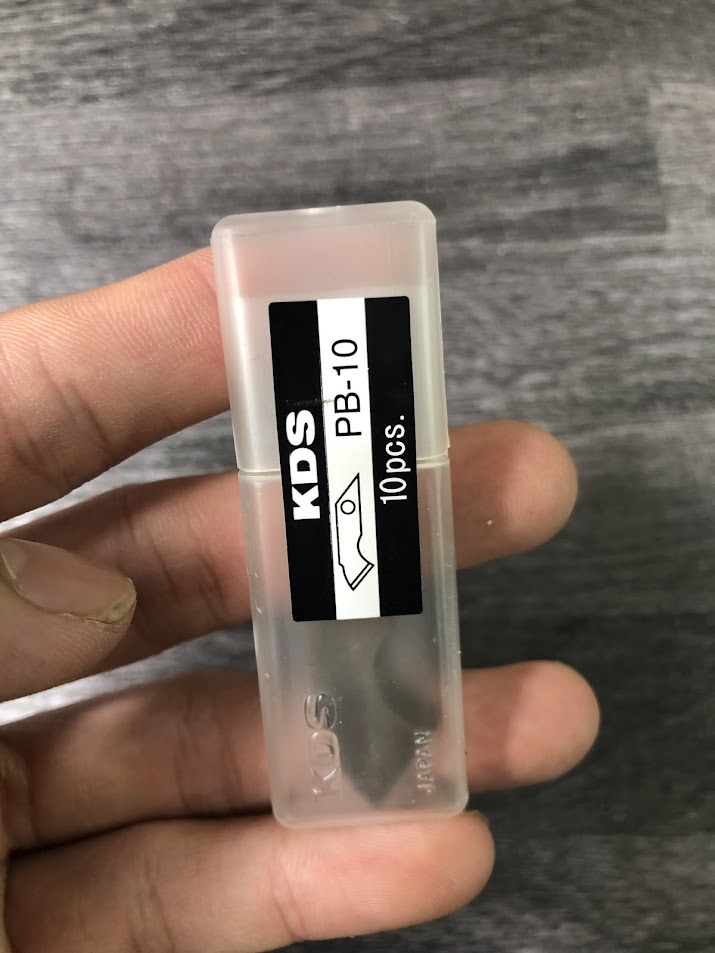 KDS
PB-10
10pcs.
KDS
JAPAN